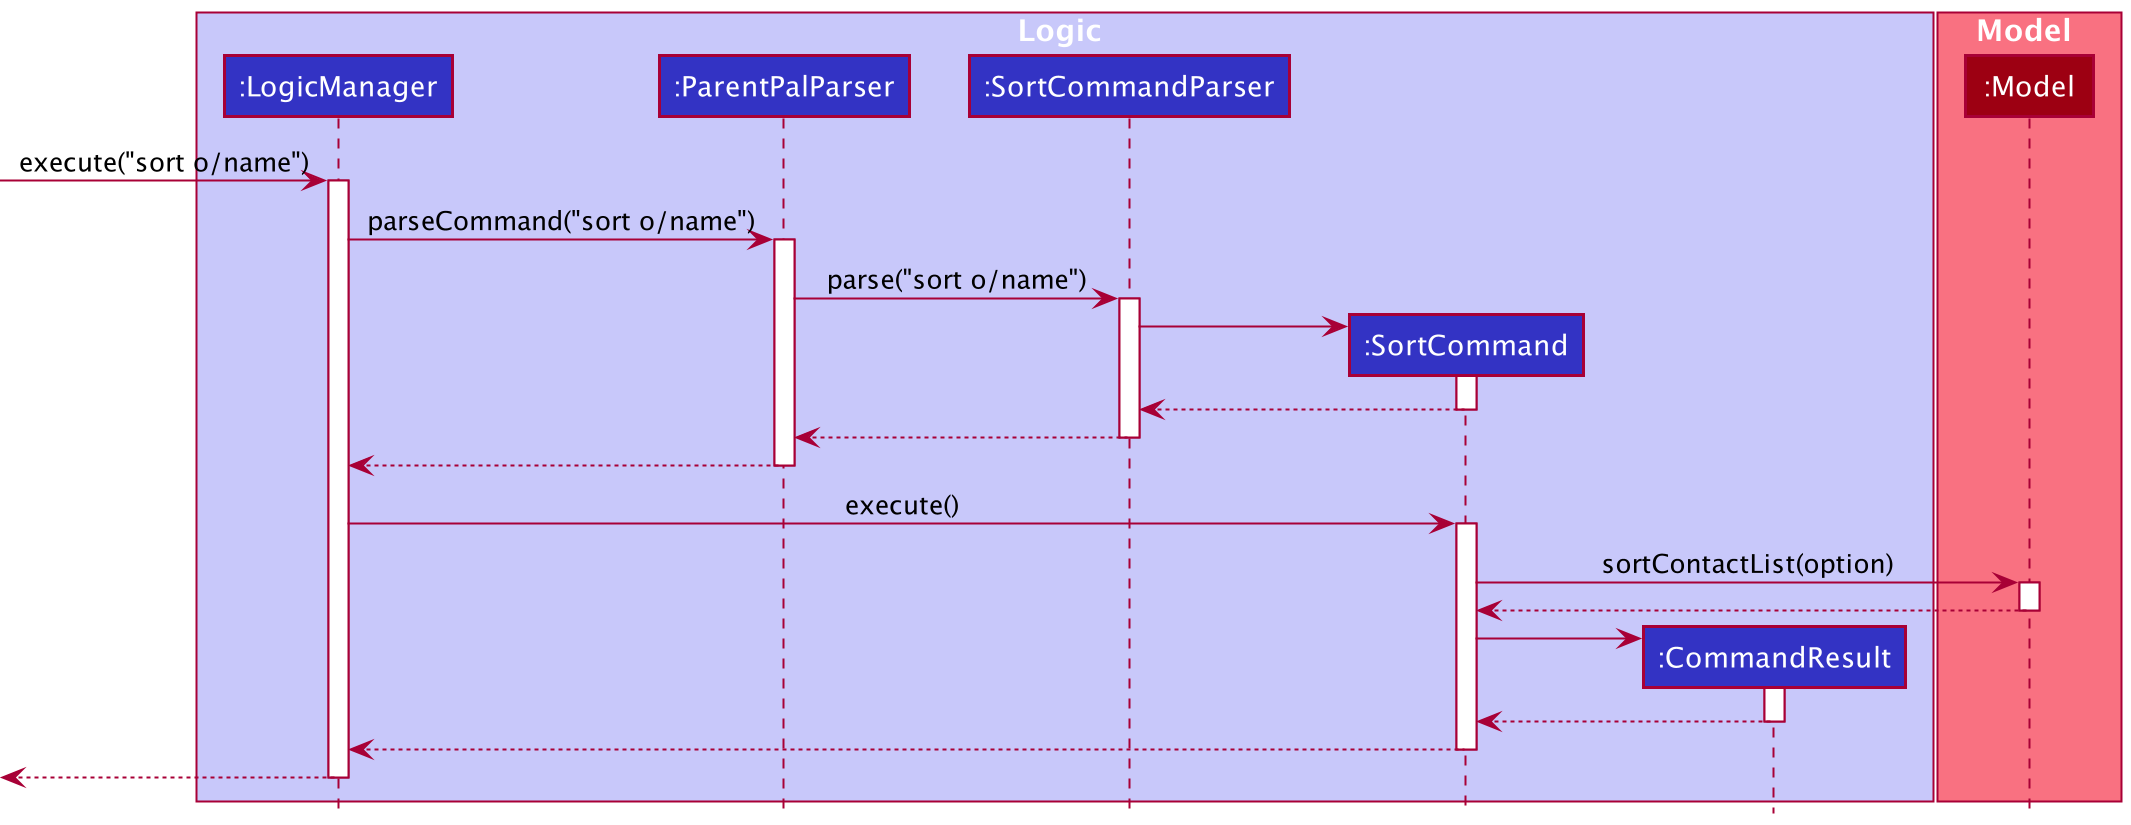 Logic
Model
:LogicManager
:ParentPalParser
:SortCommandParser
:Model
execute("sort o/name")
parseCommand("sort o/name")
parse("sort o/name")
:SortCommand
execute()
sortContactList(option)
:CommandResult